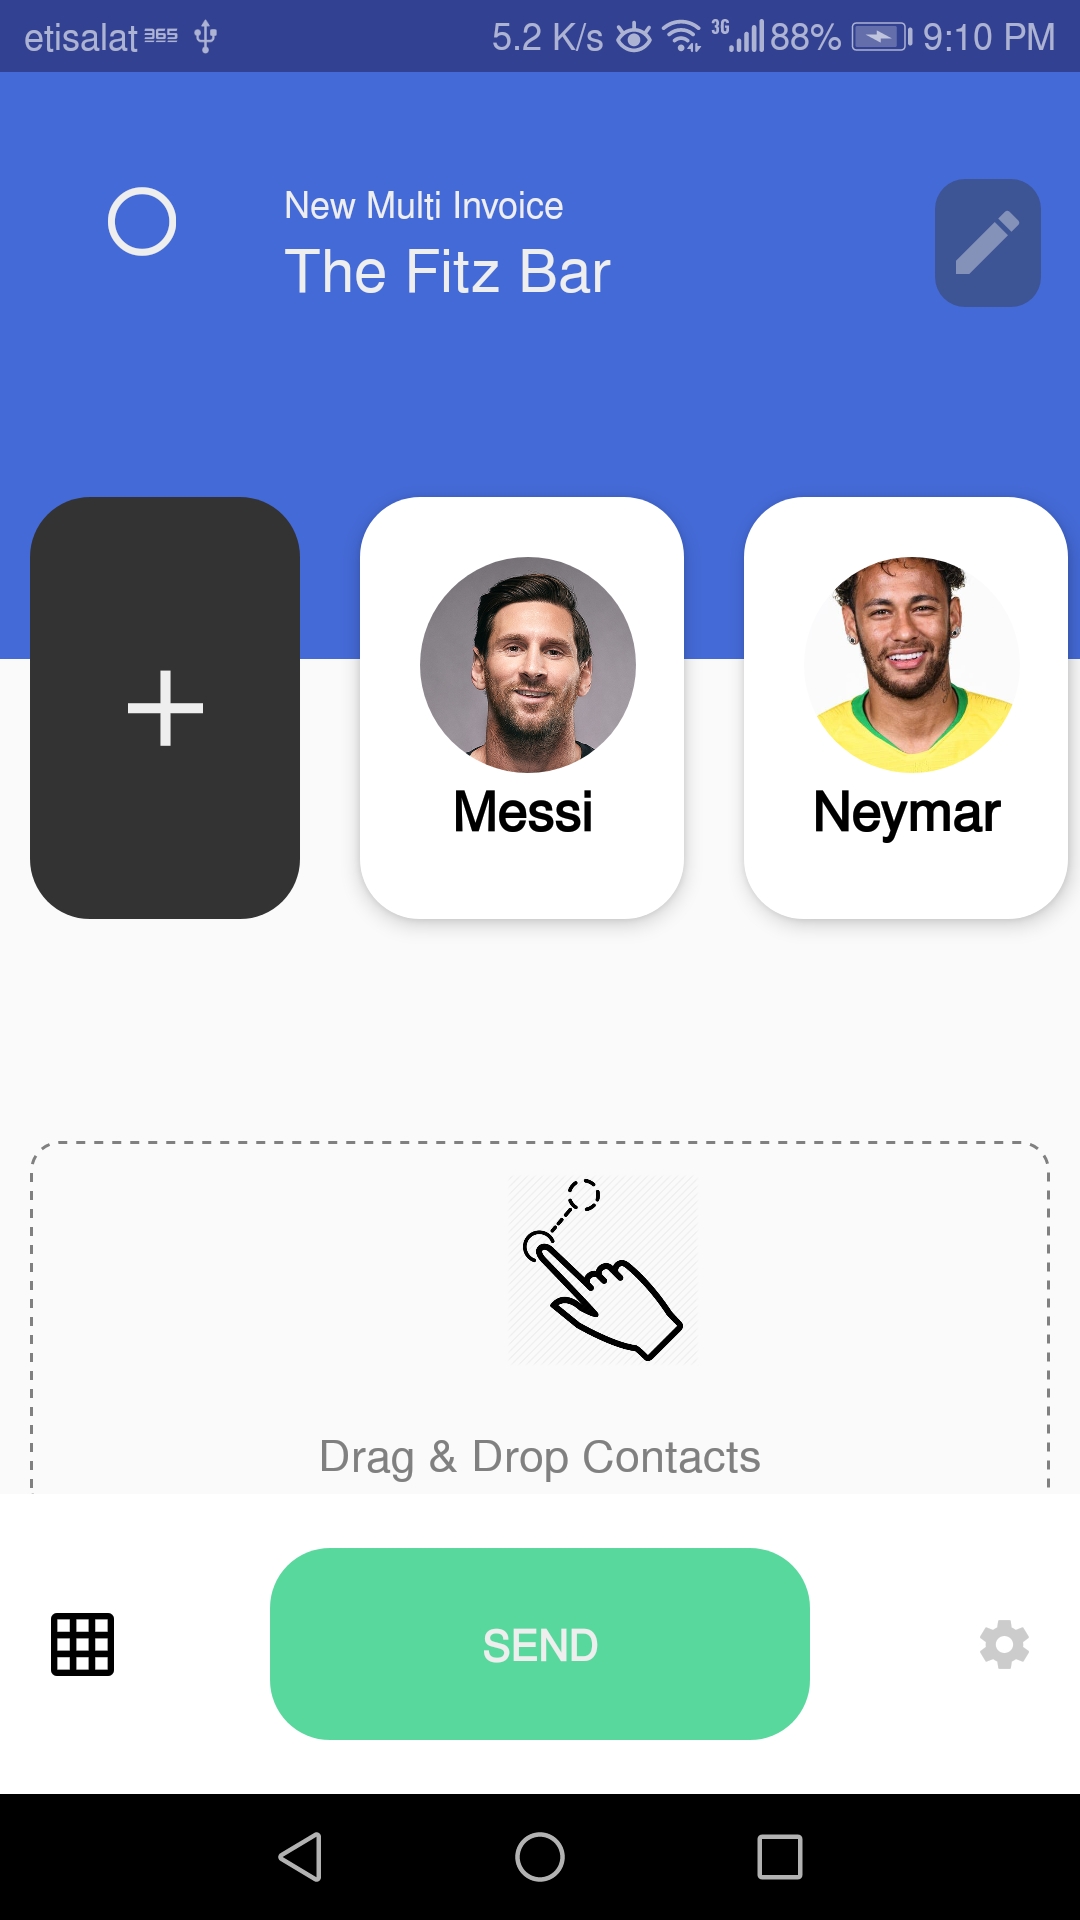 etisalat 365 5.2 K/s 3G 88% 9:10 PM
New Multi Invoice
The Fitz Bar
Messi
Neymar
Drag & Drop Contacts
SEND